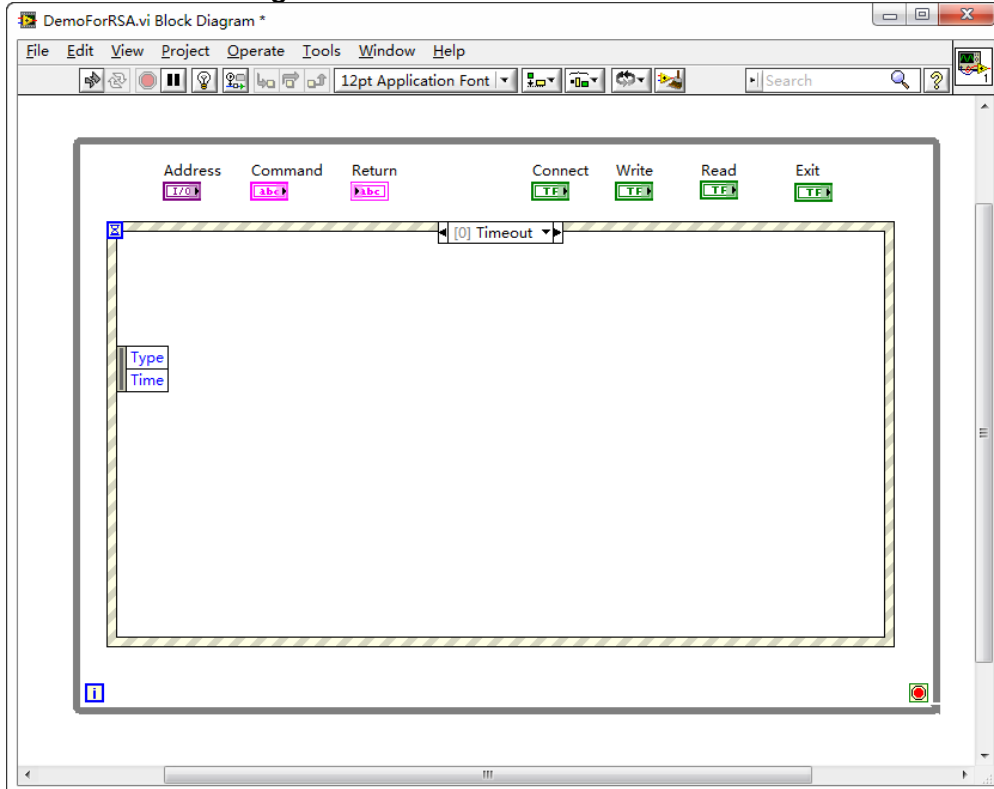 DemoForRSA.vi Block Diagram *
File Edit View Project Operate Tools Window Help
12pt Application Font Search
1
Address Command Return Connect Write Read Exit
I/O abc abc TF TF TF TF
[0] Timeout
Type
Time
i